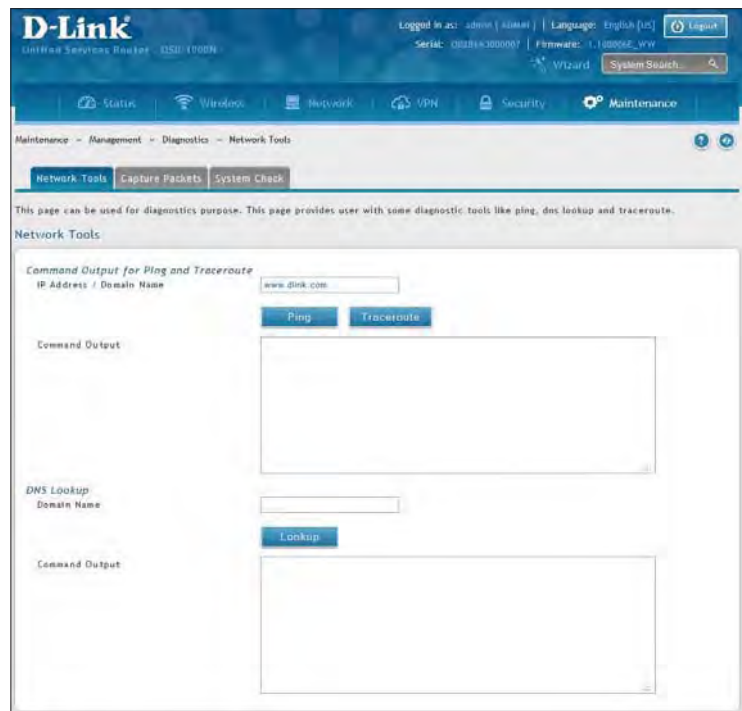 D-Link
Logged in as: admin ( ADMIN ) | Language: English [US]
Logout
Unified Services Router - DSR-1000N
Serial: | Firmware:
Wizard
System Search...
Status
Wireless
Network
VPN
Security
Maintenance
Maintenance » Management » Diagnostics » Network Tools
Network Tools
Capture Packets
System Check
This page can be used for diagnostics purpose. This page provides user with some diagnostic tools like ping, dns lookup and traceroute.
Network Tools
Command Output for Ping and Traceroute
IP Address / Domain Name
www.dlink.com
Ping
Traceroute
Command Output
DNS Lookup
Domain Name
Lookup
Command Output